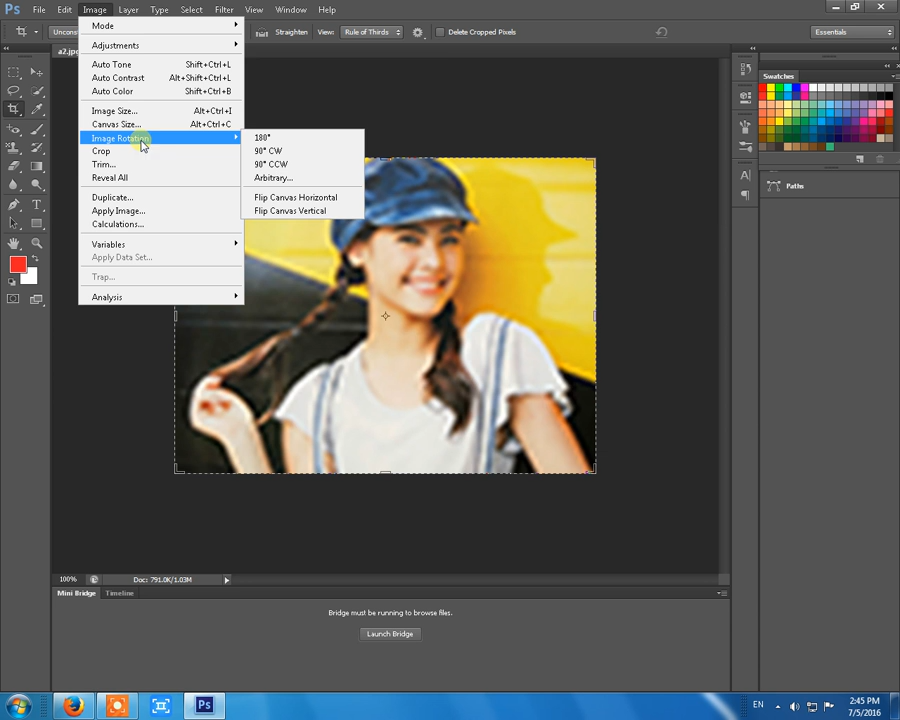 Ps File Edit Image Layer Type Select Filter View Window Help
Straighten View: Rule of Thirds Delete Cropped Pixels Essentials
Mode
Adjustments
Auto Tone Shift+Ctrl+L
Auto Contrast Alt+Shift+Ctrl+L
Auto Color Shift+Ctrl+B
Image Size... Alt+Ctrl+I
Canvas Size... Alt+Ctrl+C
Image Rotation
Crop
Trim...
Reveal All
Duplicate...
Apply Image...
Calculations...
Variables
Apply Data Set...
Trap...
Analysis
180°
90° CW
90° CCW
Arbitrary...
Flip Canvas Horizontal
Flip Canvas Vertical
Swatches
Paths
100% Doc: 791.0K/1.03M
Mini Bridge Timeline
Bridge must be running to browse files.
Launch Bridge
Ps
EN
2:45 PM
7/5/2016